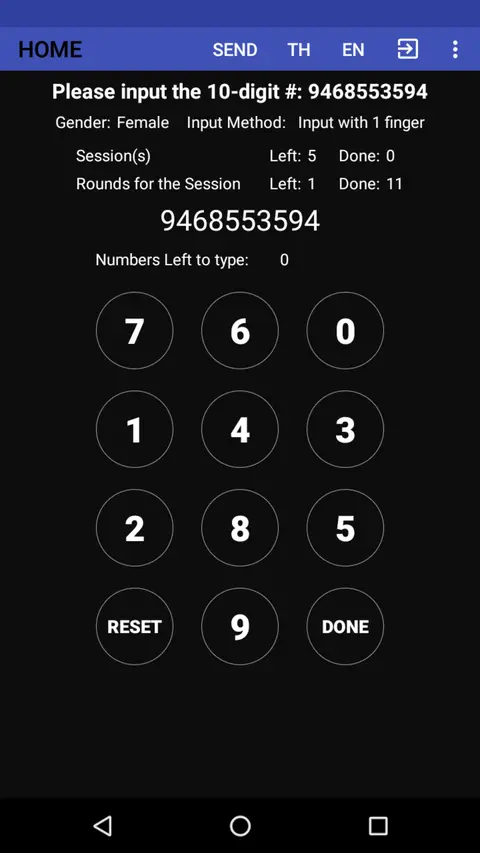 HOME SEND TH EN
Please input the 10-digit #: 9468553594
Gender: Female Input Method: Input with 1 finger
Session(s) Left: 5 Done: 0
Rounds for the Session Left: 1 Done: 11
9468553594
Numbers Left to type: 0
7 6 0
1 4 3
2 8 5
RESET 9 DONE